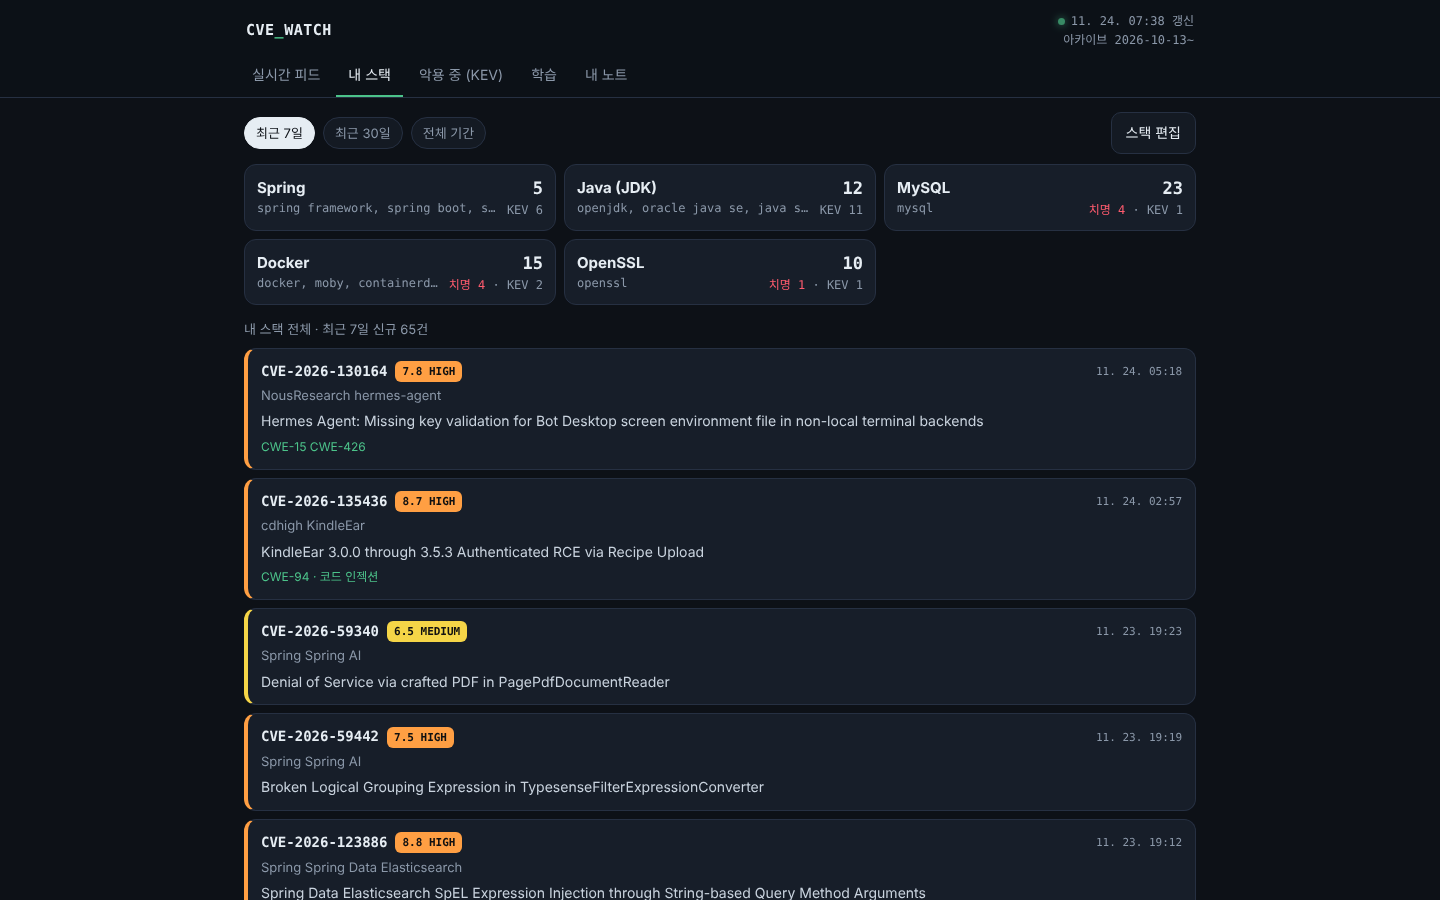 CVE_WATCH
11. 24. 07:38 갱신
아카이브 2026-10-13~
실시간 피드 내 스택 악용 중 (KEV) 학습 내 노트
최근 7일 최근 30일 전체 기간 스택 편집
Spring 5
spring framework, spring boot, s… KEV 6
Java (JDK) 12
openjdk, oracle java se, java s… KEV 11
MySQL 23
mysql 치명 4 · KEV 1
Docker 15
docker, moby, containerd… 치명 4 · KEV 2
OpenSSL 10
openssl 치명 1 · KEV 1
내 스택 전체 · 최근 7일 신규 65건
CVE-2026-130164 7.8 HIGH 11. 24. 05:18
NousResearch hermes-agent
Hermes Agent: Missing key validation for Bot Desktop screen environment file in non-local terminal backends
CWE-15 CWE-426
CVE-2026-135436 8.7 HIGH 11. 24. 02:57
cdhigh KindleEar
KindleEar 3.0.0 through 3.5.3 Authenticated RCE via Recipe Upload
CWE-94 · 코드 인젝션
CVE-2026-59340 6.5 MEDIUM 11. 23. 19:23
Spring Spring AI
Denial of Service via crafted PDF in PagePdfDocumentReader
CVE-2026-59442 7.5 HIGH 11. 23. 19:19
Spring Spring AI
Broken Logical Grouping Expression in TypesenseFilterExpressionConverter
CVE-2026-123886 8.8 HIGH 11. 23. 19:12
Spring Spring Data Elasticsearch
Spring Data Elasticsearch SpEL Expression Injection through String-based Query Method Arguments